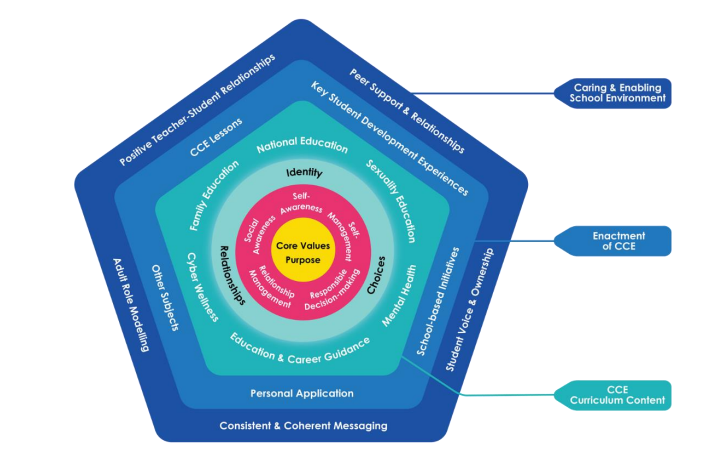 Positive Teacher-Student Relationships
Peer Support & Relationships
Caring & Enabling
School Environment
CCE Lessons
Key Student Development Experiences
National Education
Family Education
Sexuality Education
Identity
Self-
Awareness
Social
Awareness
Self-
Management
Core Values
Purpose
Enactment
of CCE
Relationships
Choices
Relationship
Management
Responsible
Decision-making
Cyber Wellness
Mental Health
Other Subjects
School-based Initiatives
Adult Role Modelling
Student Voice & Ownership
Education & Career Guidance
Personal Application
CCE
Curriculum Content
Consistent & Coherent Messaging